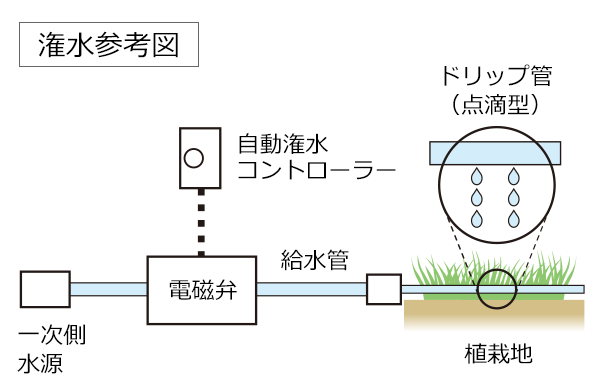 潅水参考図
ドリップ管
（点滴型）
自動潅水
コントローラー
給水管
電磁弁
一次側
水源
植栽地